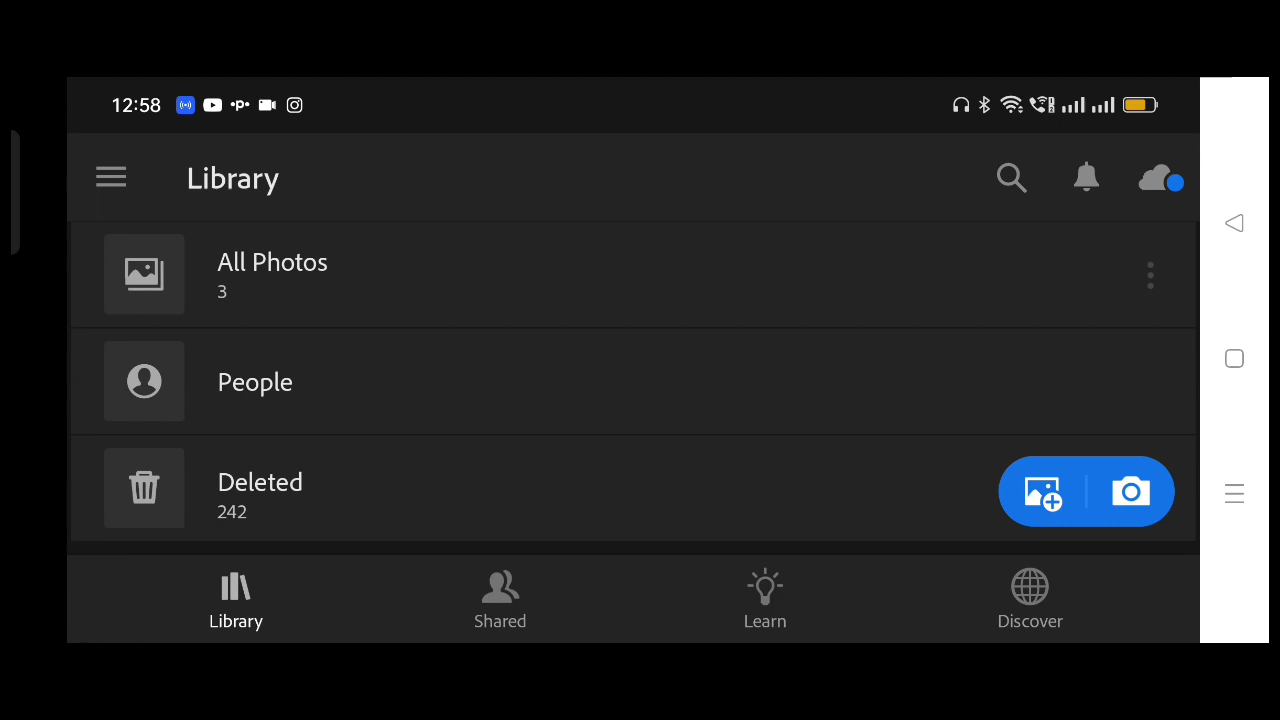 12:58
Library
All Photos
3
People
Deleted
242
Library
Shared
Learn
Discover